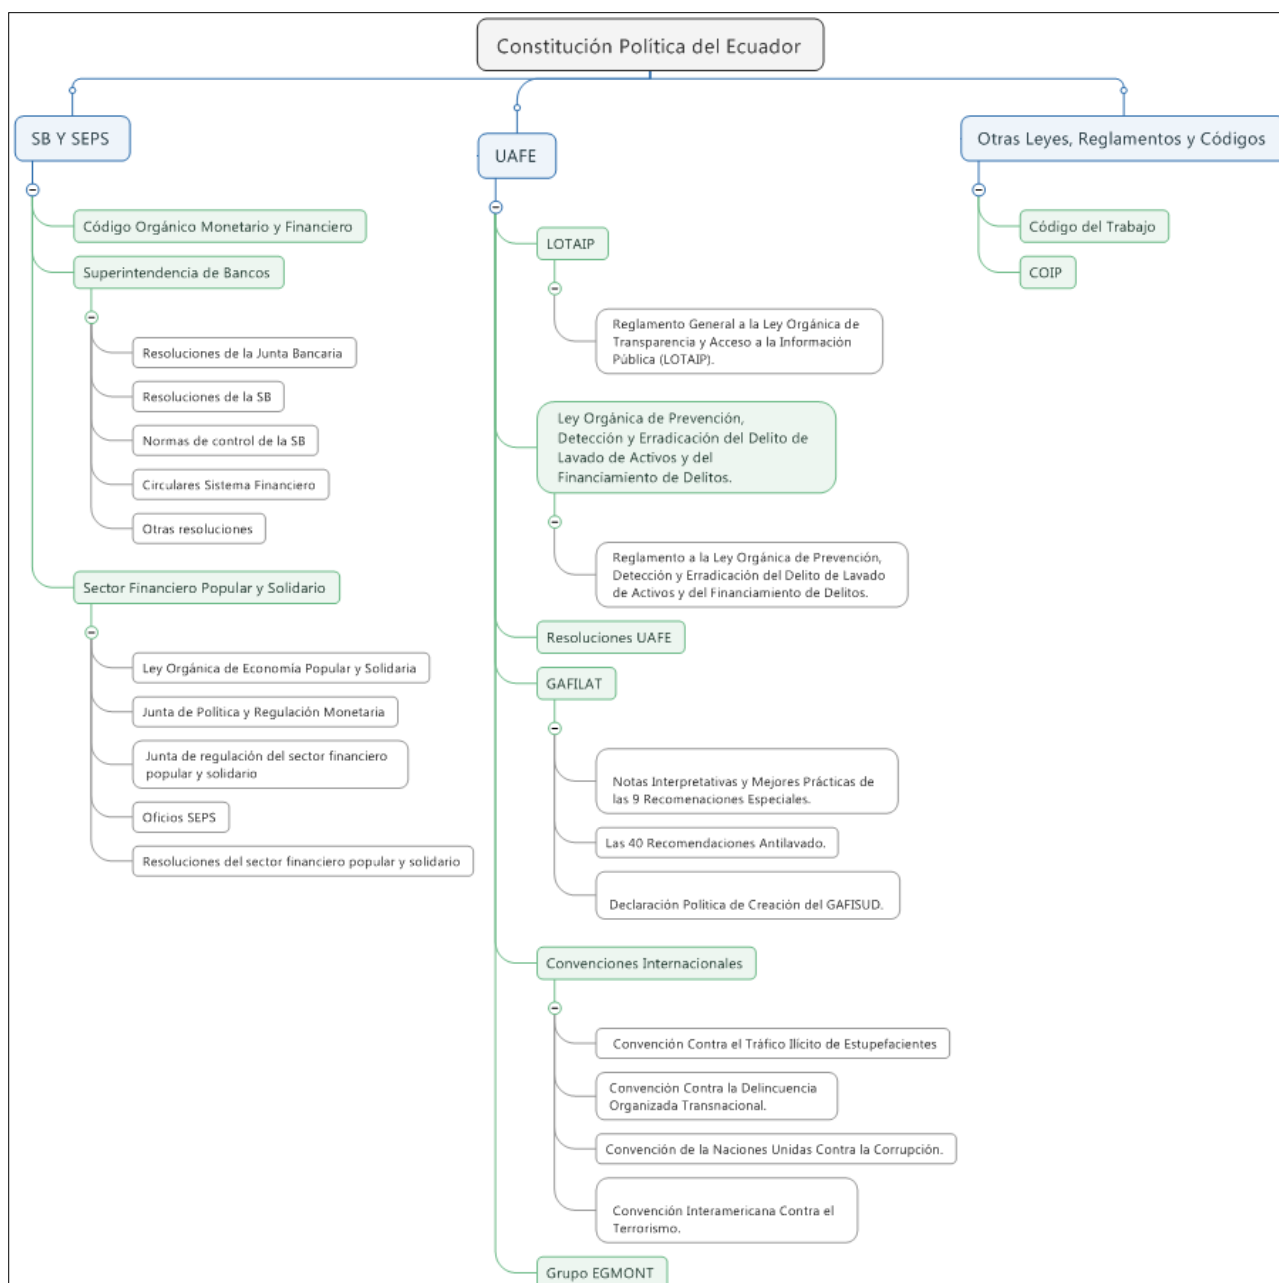 Constitución Política del Ecuador
SB Y SEPS
Código Orgánico Monetario y Financiero
Superintendencia de Bancos
Resoluciones de la Junta Bancaria
Resoluciones de la SB
Normas de control de la SB
Circulares Sistema Financiero
Otras resoluciones
Sector Financiero Popular y Solidario
Ley Orgánica de Economía Popular y Solidaria
Junta de Política y Regulación Monetaria
Junta de regulación del sector financiero
popular y solidario
Oficios SEPS
Resoluciones del sector financiero popular y solidario
UAFE
LOTAIP
Reglamento General a la Ley Orgánica de
Transparencia y Acceso a la Información
Pública (LOTAIP).
Ley Orgánica de Prevención,
Detección y Erradicación del Delito de
Lavado de Activos y del
Financiamiento de Delitos.
Reglamento a la Ley Orgánica de Prevención,
Detección y Erradicación del Delito de Lavado
de Activos y del Financiamiento de Delitos.
Resoluciones UAFE
GAFILAT
Notas Interpretativas y Mejores Prácticas de
las 9 Recomenaciones Especiales.
Las 40 Recomendaciones Antilavado.
Declaración Política de Creación del GAFISUD.
Convenciones Internacionales
Convención Contra el Tráfico Ilícito de Estupefacientes
Convención Contra la Delincuencia
Organizada Transnacional.
Convención de la Naciones Unidas Contra la Corrupción.
Convención Interamericana Contra el
Terrorismo.
Grupo EGMONT
Otras Leyes, Reglamentos y Códigos
Código del Trabajo
COIP